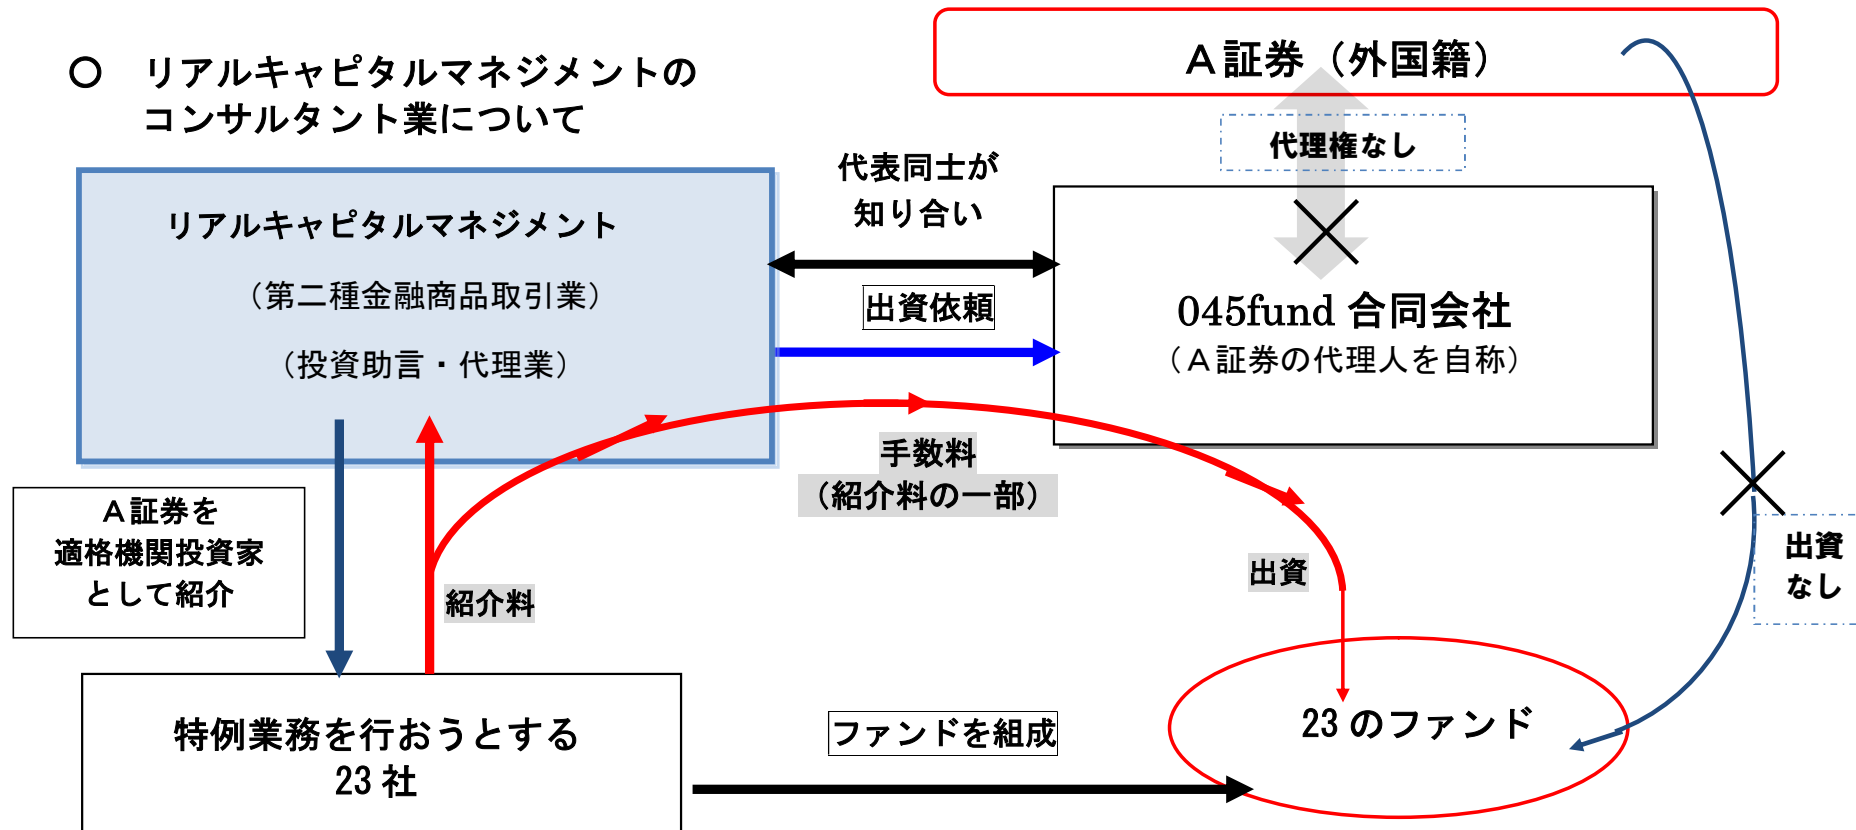 ○ リアルキャピタルマネジメントの
コンサルタント業について
Ａ証券（外国籍）
代理権なし
代表同士が
知り合い
リアルキャピタルマネジメント
（第二種金融商品取引業）
（投資助言・代理業）
出資依頼
045fund 合同会社
（Ａ証券の代理人を自称）
手数料
（紹介料の一部）
Ａ証券を
適格機関投資家
として紹介
紹介料
出資
出資
なし
特例業務を行おうとする
23 社
ファンドを組成
23 のファンド